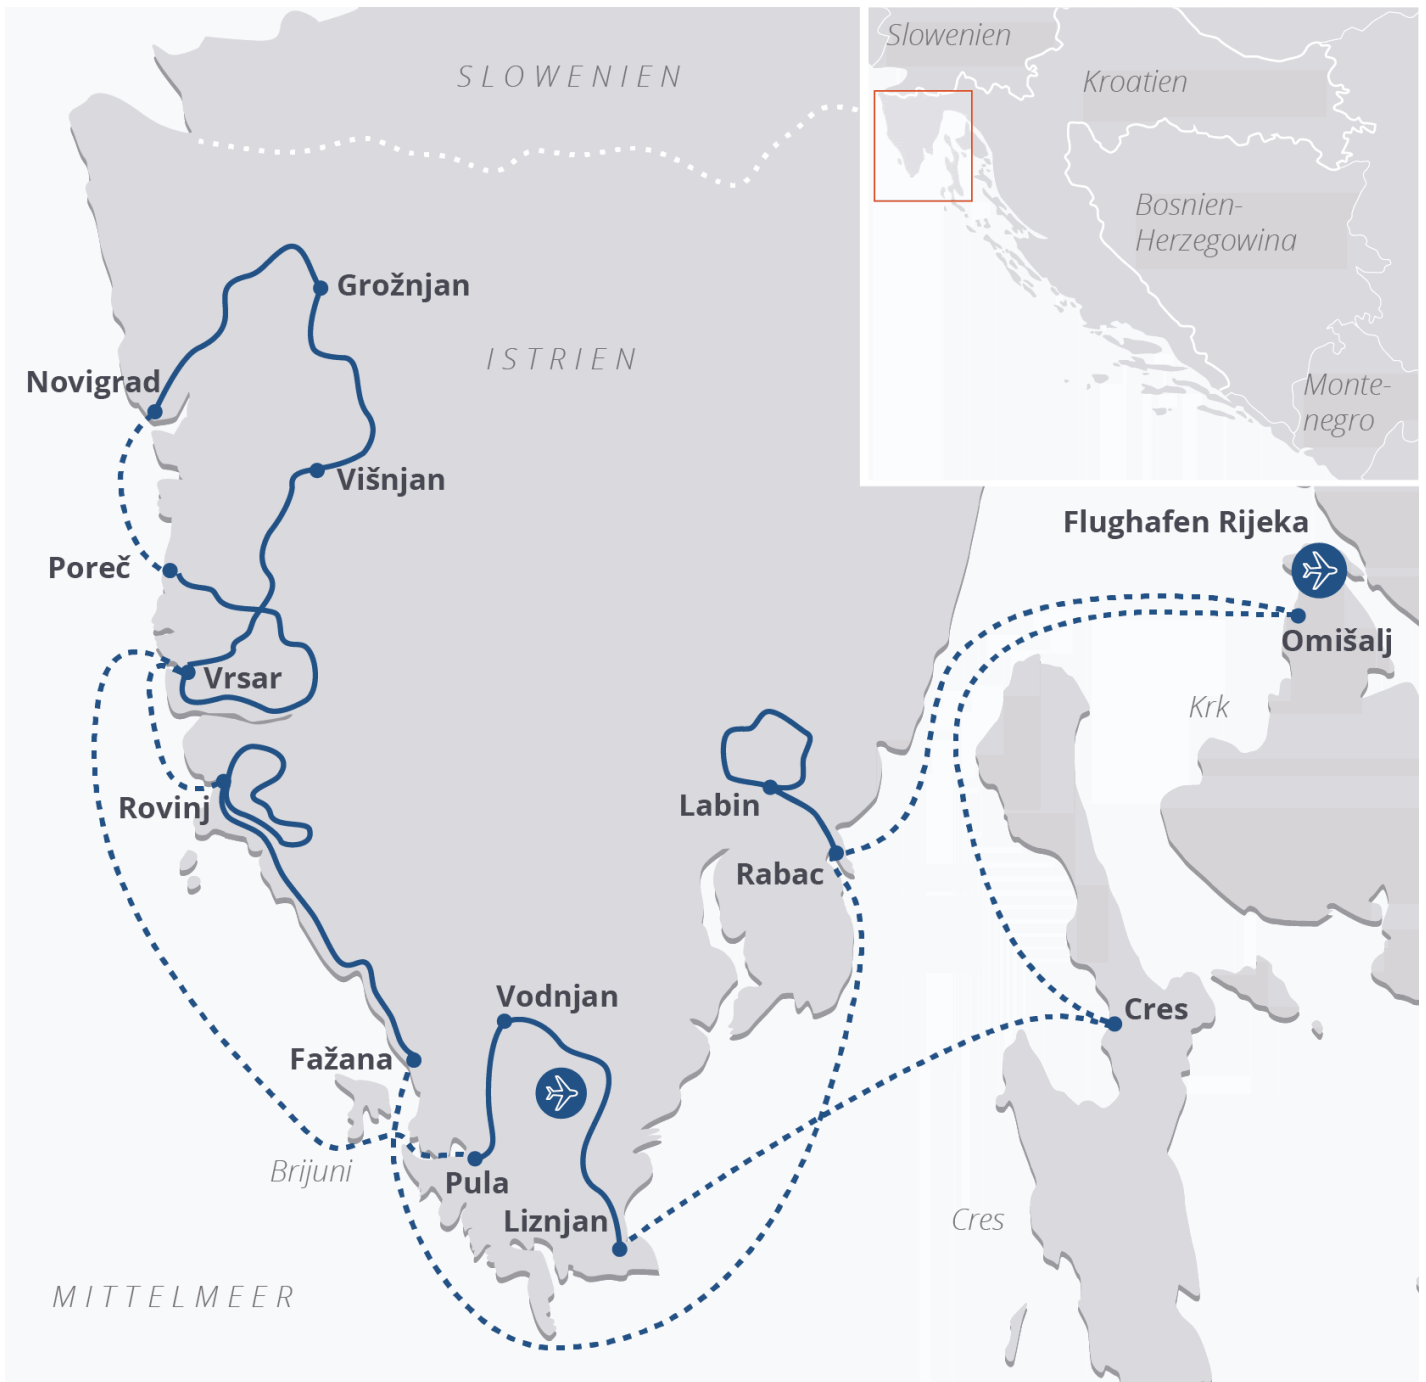 SLOWENIEN
Slowenien
Kroatien
Bosnien-
Herzegowina
Monte-
negro
Grožnjan
ISTRIEN
Novigrad
Višnjan
Flughafen Rijeka
Poreč
Omišalj
Vrsar
Krk
Labin
Rovinj
Rabac
Vodnjan
Cres
Fažana
Brijuni
Pula
Liznjan
Cres
MITTELMEER